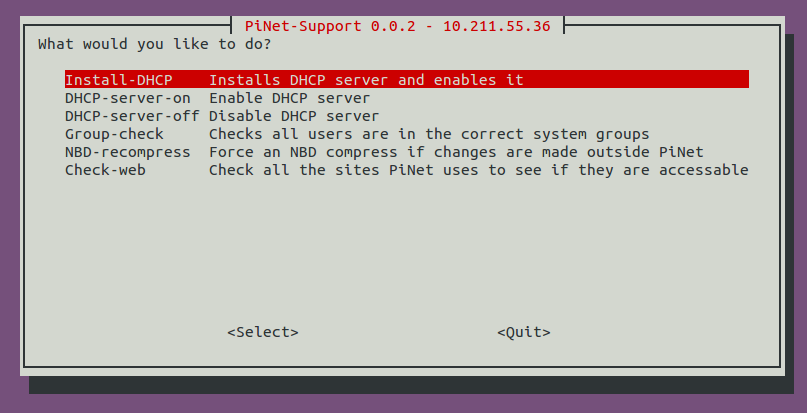 PiNet-Support 0.0.2 - 10.211.55.36
What would you like to do?
Install-DHCP Installs DHCP server and enables it
DHCP-server-on Enable DHCP server
DHCP-server-off Disable DHCP server
Group-check Checks all users are in the correct system groups
NBD-recompress Force an NBD compress if changes are made outside PiNet
Check-web Check all the sites PiNet uses to see if they are accessable
<Select> <Quit>